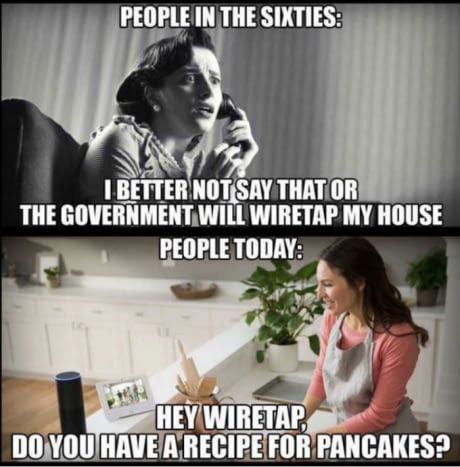 PEOPLE IN THE SIXTIES:
I BETTER NOT SAY THAT OR
THE GOVERNMENT WILL WIRETAP MY HOUSE
PEOPLE TODAY:
HEY WIRETAP,
DO YOU HAVE A RECIPE FOR PANCAKES?